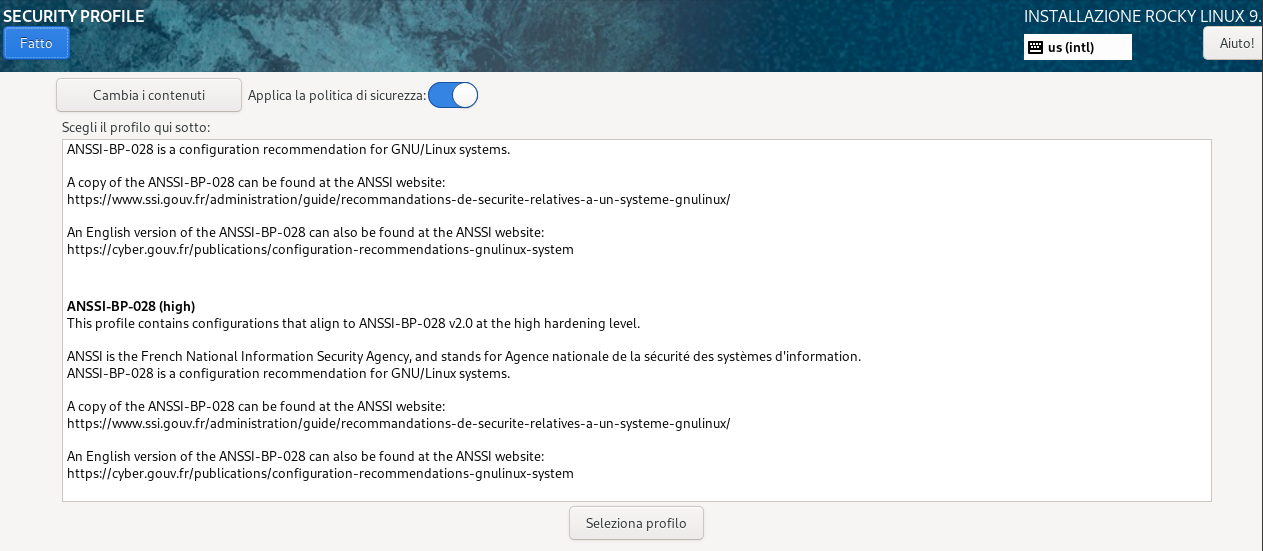 SECURITY PROFILE
INSTALLAZIONE ROCKY LINUX 9.
Fatto
us (intl)
Aiuto!
Cambia i contenuti
Applica la politica di sicurezza:
Scegli il profilo qui sotto:
ANSSI-BP-028 is a configuration recommendation for GNU/Linux systems.
A copy of the ANSSI-BP-028 can be found at the ANSSI website:
https://www.ssi.gouv.fr/administration/guide/recommandations-de-securite-relatives-a-un-systeme-gnulinux/
An English version of the ANSSI-BP-028 can also be found at the ANSSI website:
https://cyber.gouv.fr/publications/configuration-recommendations-gnulinux-system
ANSSI-BP-028 (high)
This profile contains configurations that align to ANSSI-BP-028 v2.0 at the high hardening level.
ANSSI is the French National Information Security Agency, and stands for Agence nationale de la sécurité des systèmes d'information.
ANSSI-BP-028 is a configuration recommendation for GNU/Linux systems.
A copy of the ANSSI-BP-028 can be found at the ANSSI website:
https://www.ssi.gouv.fr/administration/guide/recommandations-de-securite-relatives-a-un-systeme-gnulinux/
An English version of the ANSSI-BP-028 can also be found at the ANSSI website:
https://cyber.gouv.fr/publications/configuration-recommendations-gnulinux-system
Seleziona profilo